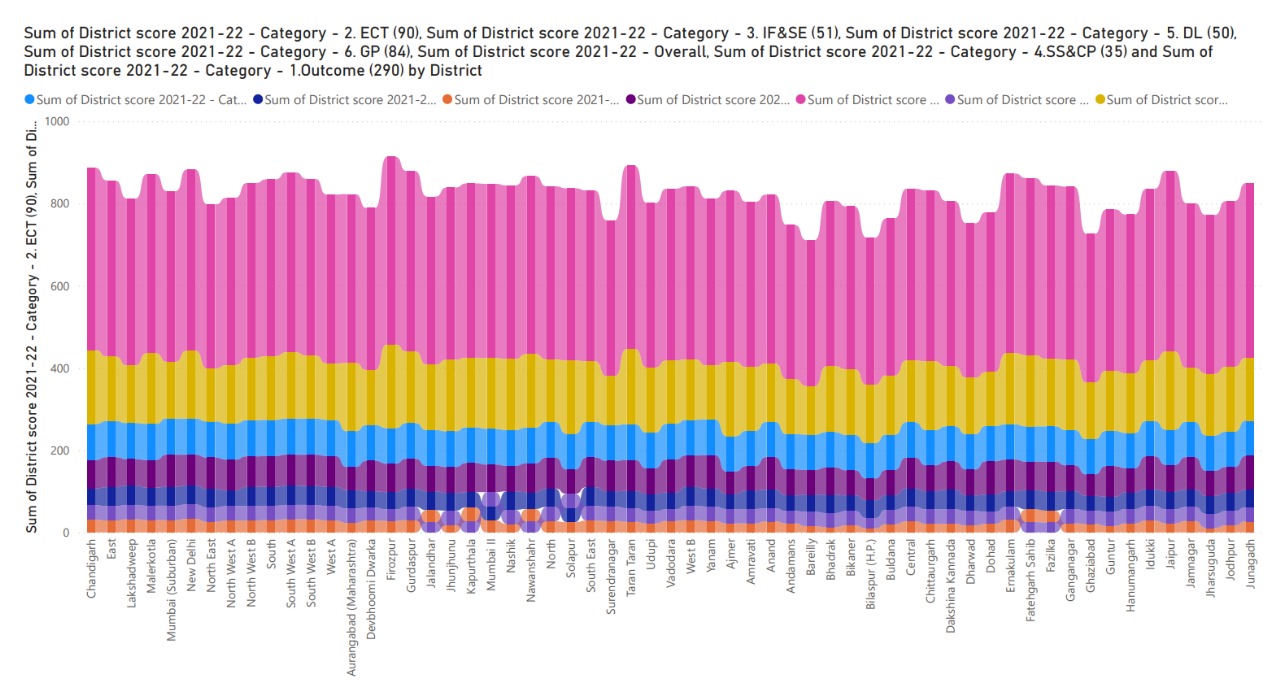 Sum of District score 2021-22 - Category - 2. ECT (90), Sum of District score 2021-22 - Category - 3. IF&SE (51), Sum of District score 2021-22 - Category - 5. DL (50),
Sum of District score 2021-22 - Category - 6. GP (84), Sum of District score 2021-22 - Overall, Sum of District score 2021-22 - Category - 4.SS&CP (35) and Sum of
District score 2021-22 - Category - 1.Outcome (290) by District
Sum of District score 2021-22 - Cat... Sum of District score 2021-2... Sum of District score 2021-... Sum of District score 202... Sum of District score ... Sum of District score ... Sum of District scor...
Sum of District score 2021-22 - Category - 2. ECT (90), Sum of Di...
1000
800
600
400
200
0
Chandigarh
East
Lakshadweep
Malerkotla
Mumbai (Suburban)
New Delhi
North East
North West A
North West B
South
South West A
South West B
West A
Aurangabad (Maharashtra)
Devbhoomi Dwarka
Firozpur
Gurdaspur
Jalandhar
Jhunjhunu
Kapurthala
Mumbai II
Nashik
Nawanshahr
North
Solapur
South East
Surendranagar
Taran Taran
Udupi
Vadodara
West B
Yanam
Ajmer
Amravati
Anand
Andamans
Bareilly
Bhadrak
Bikaner
Bilaspur (H.P.)
Buldana
Central
Chittaurgarh
Dakshina Kannada
Dharwad
Dohad
Ernakulam
Fatehgarh Sahib
Fazilka
Ganganagar
Ghaziabad
Guntur
Hanumangarh
Idukki
Jaipur
Jamnagar
Jharsuguda
Jodhpur
Junagadh